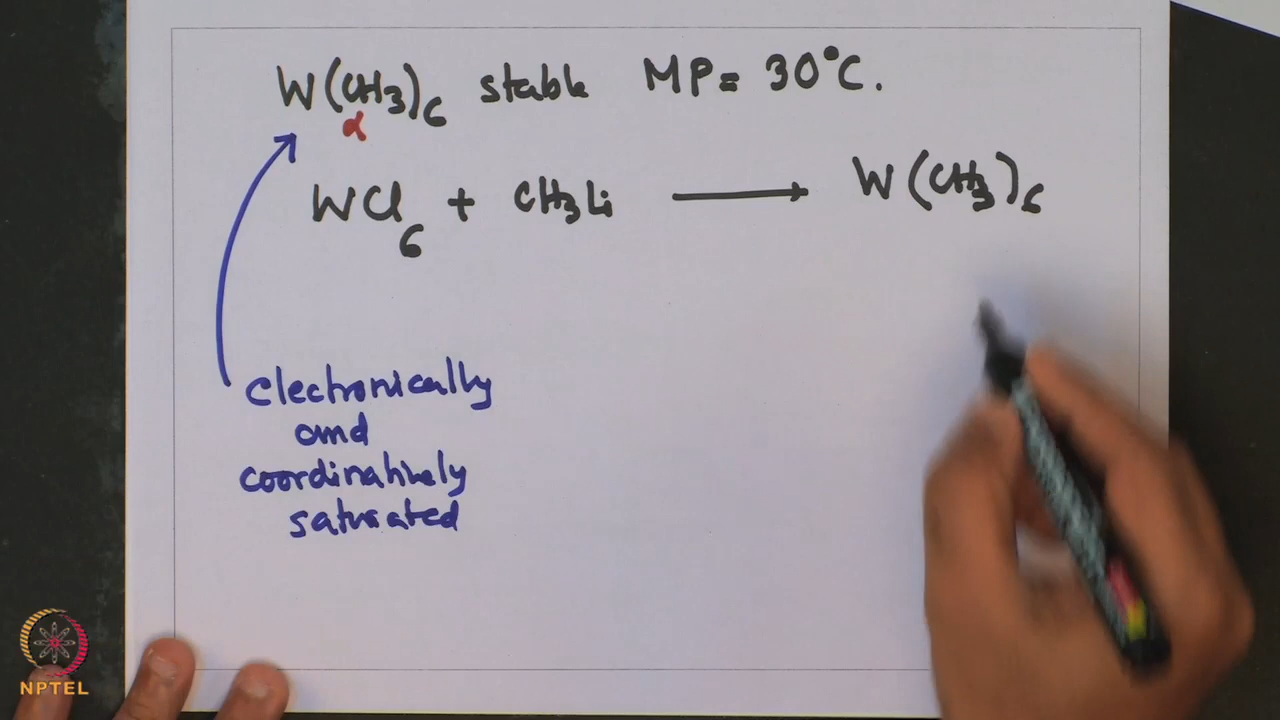 W(CH3)6 stable MP= 30°C.
α
WCl6 + CH3Li ⟶ W(CH3)6
electronically
and
coordinatively
saturated
NPTEL